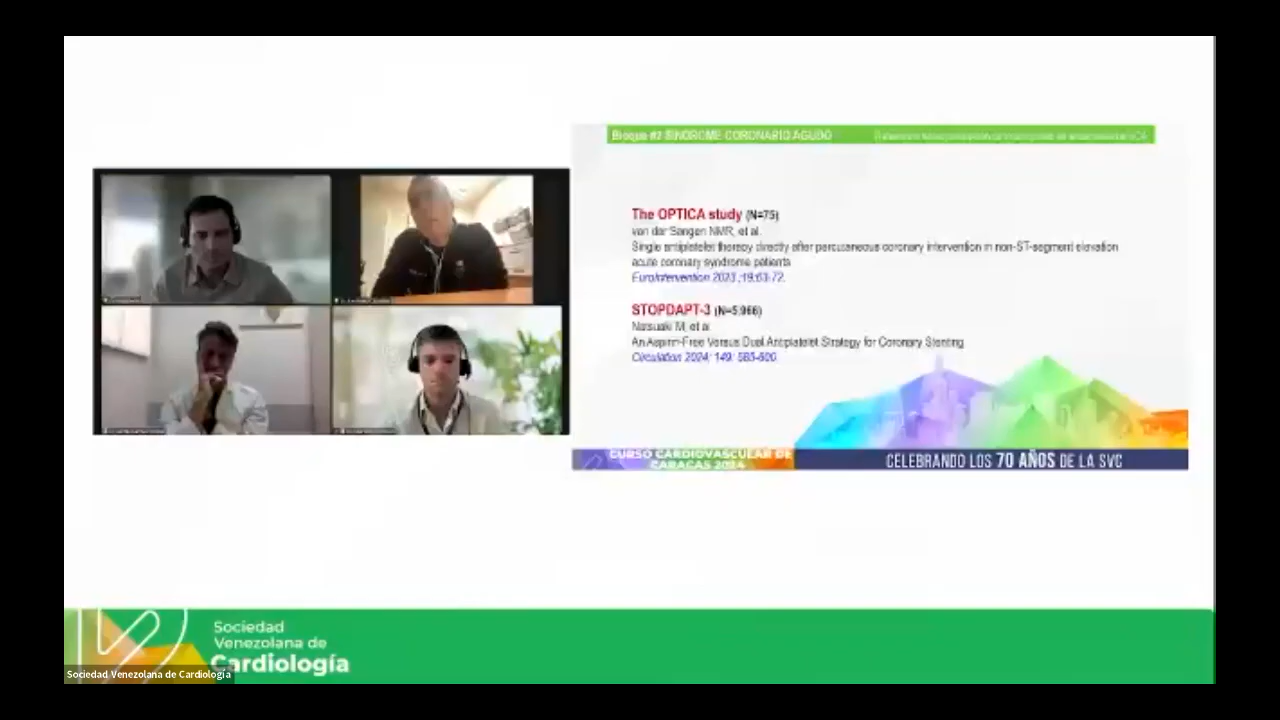 Bloque #2 SÍNDROME CORONARIO AGUDO
The OPTICA study (N=75)
van der Sangen NMR, et al.
Single antiplatelet therapy directly after percutaneous coronary intervention in non-ST-segment elevation
acute coronary syndrome patients
EuroIntervention 2023 ;19:63-72.
STOPDAPT-3 (N=5.966)
Natsuaki M, et al
An Aspirin-Free Versus Dual Antiplatelet Strategy for Coronary Stenting
Circulation 2024; 149: 585-600
CURSO CARDIOVASCULAR DE
CARACAS 2024
CELEBRANDO LOS 70 AÑOS DE LA SVC
Sociedad
Venezolana de
Cardiología
Sociedad Venezolana de Cardiología